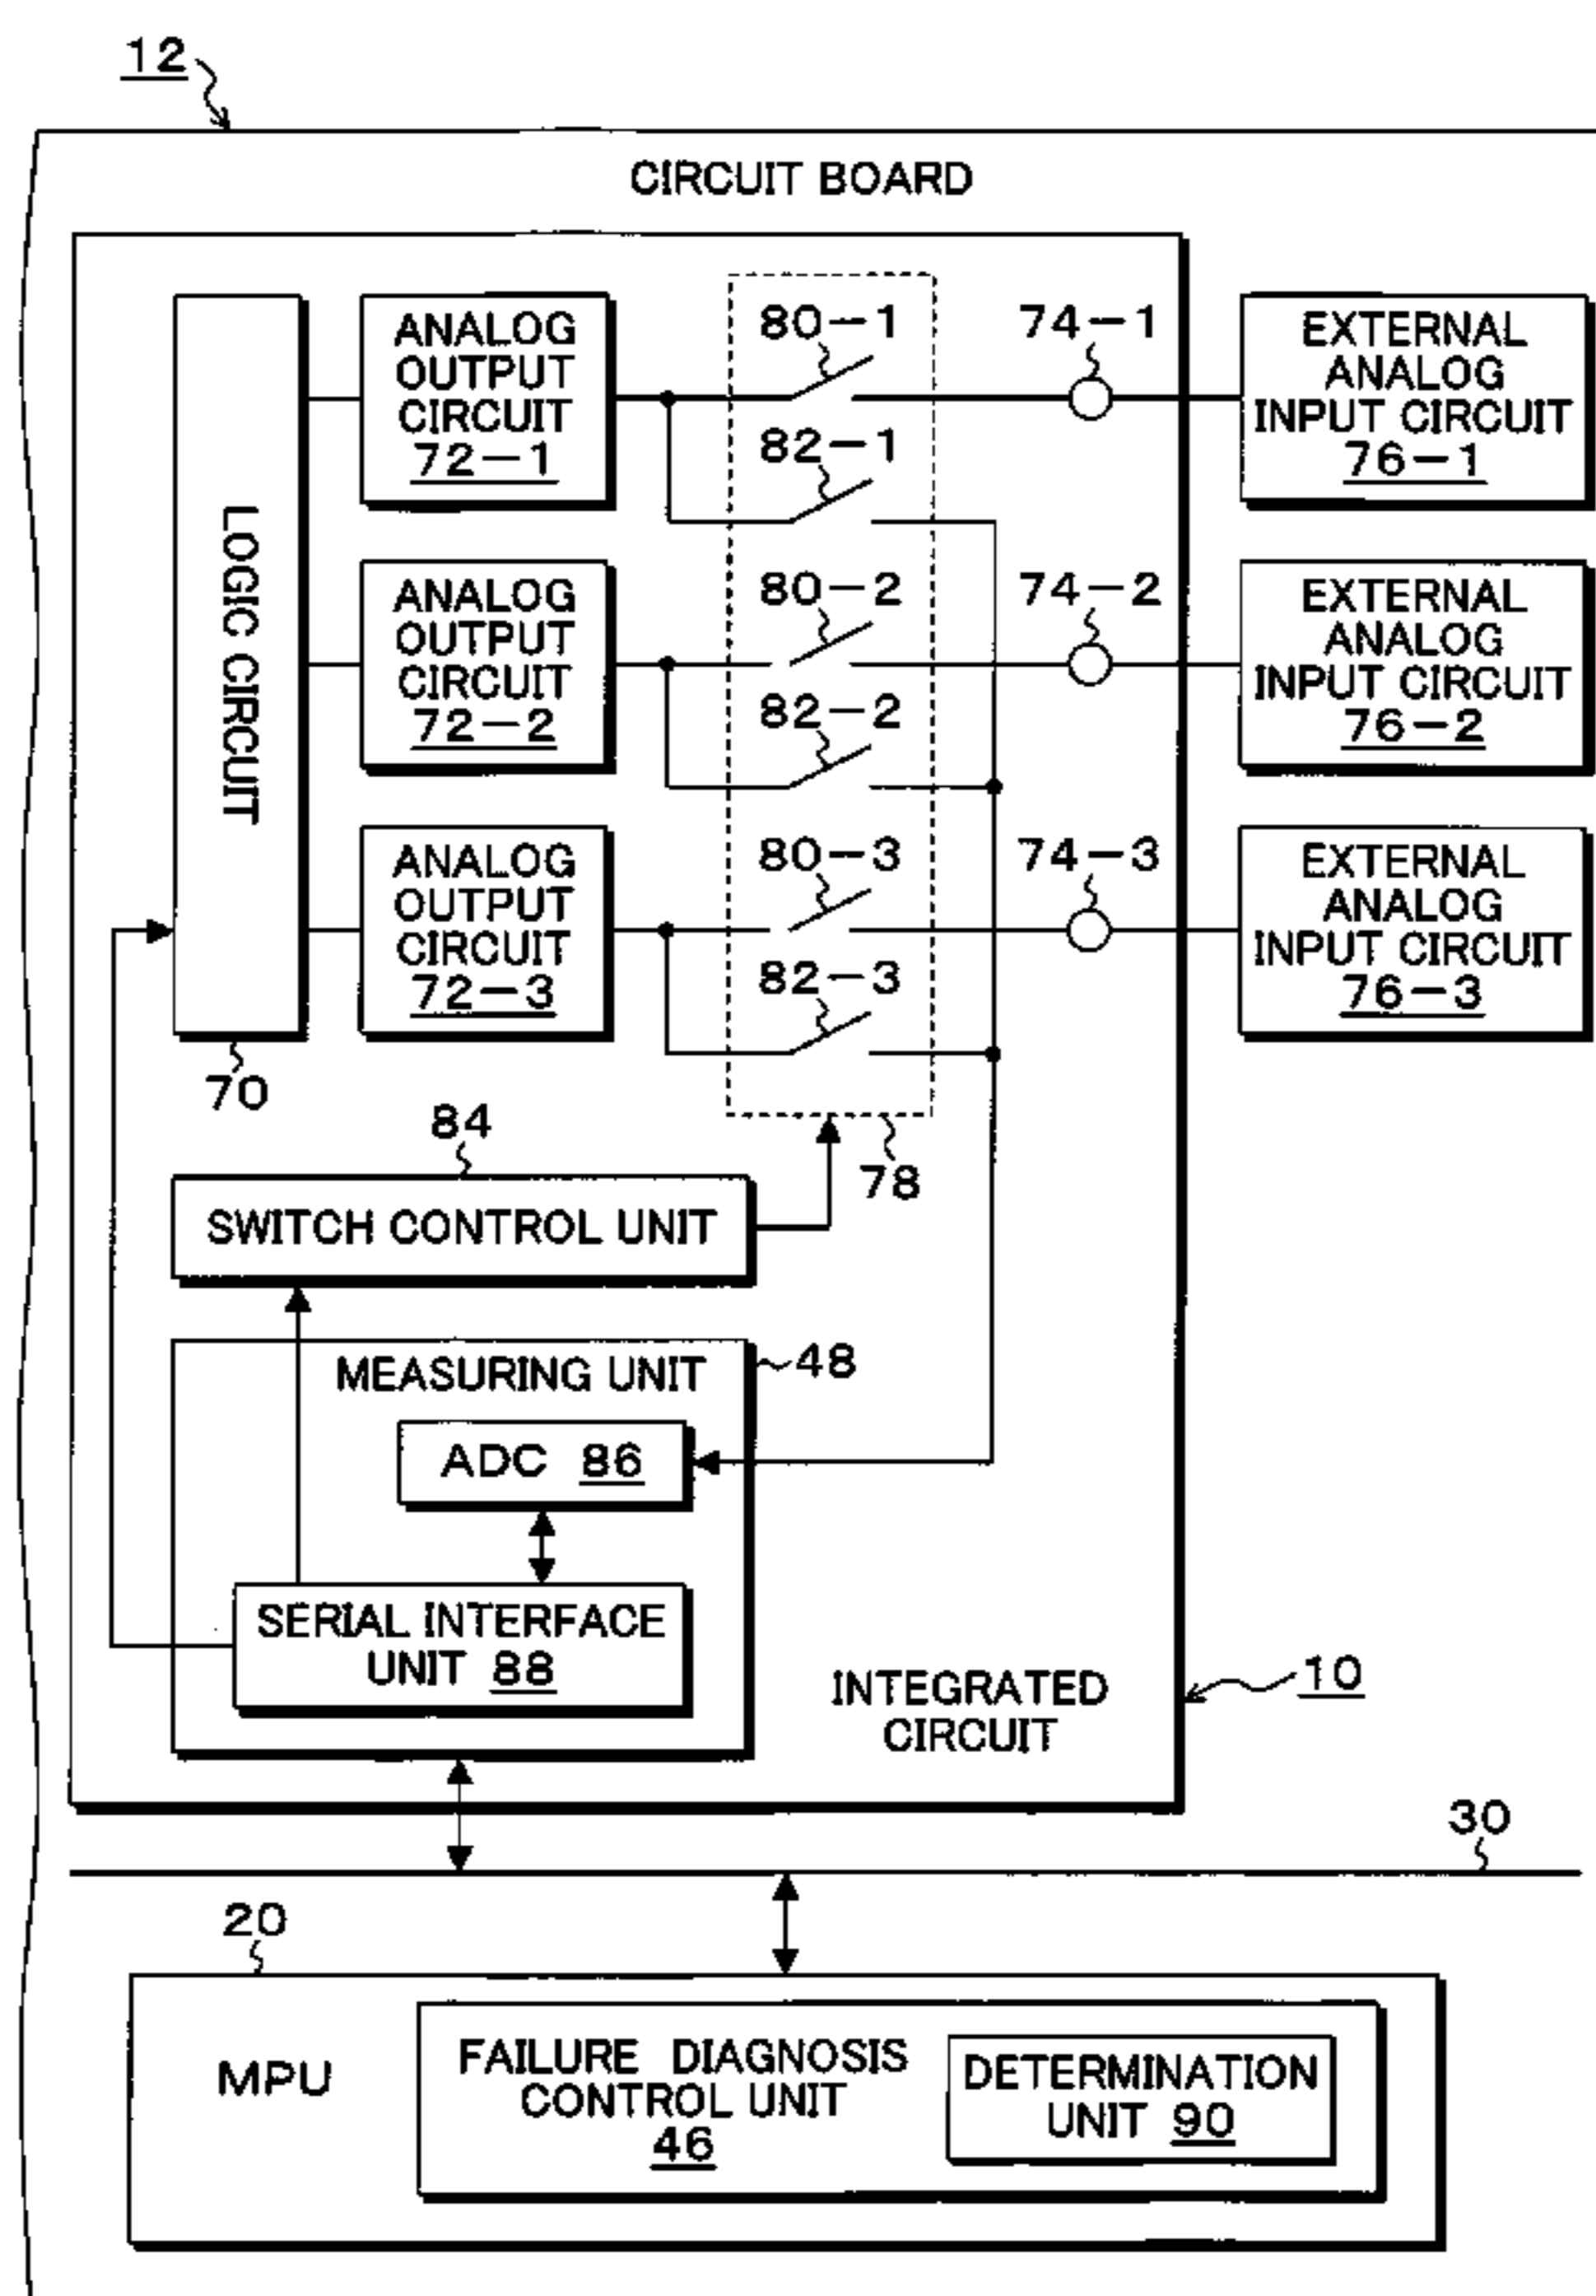 12
CIRCUIT BOARD
LOGIC CIRCUIT
70
ANALOG
OUTPUT
CIRCUIT
72-1
80-1
82-1
74-1
EXTERNAL
ANALOG
INPUT CIRCUIT
76-1
ANALOG
OUTPUT
CIRCUIT
72-2
80-2
82-2
74-2
EXTERNAL
ANALOG
INPUT CIRCUIT
76-2
ANALOG
OUTPUT
CIRCUIT
72-3
80-3
82-3
74-3
EXTERNAL
ANALOG
INPUT CIRCUIT
76-3
78
84
SWITCH CONTROL UNIT
MEASURING UNIT
48
ADC 86
SERIAL INTERFACE
UNIT 88
INTEGRATED
CIRCUIT
10
30
20
MPU
FAILURE DIAGNOSIS
CONTROL UNIT
46
DETERMINATION
UNIT 90